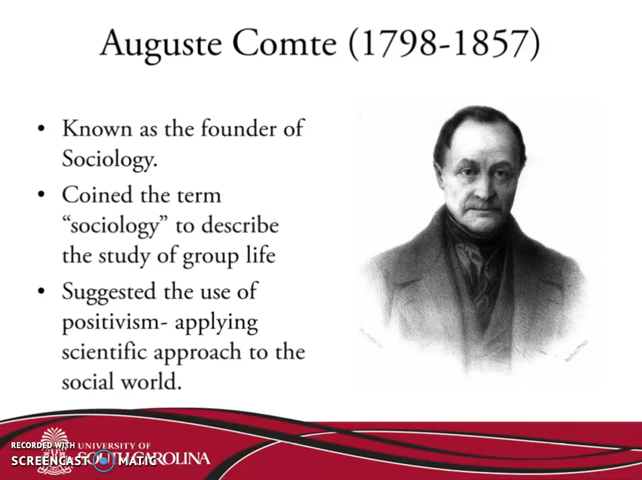 Auguste Comte (1798-1857)
• Known as the founder of
Sociology.
• Coined the term
“sociology” to describe
the study of group life
• Suggested the use of
positivism- applying
scientific approach to the
social world.
RECORDED WITH
UNIVERSITY OF
SCREENCAST MATIC
CAROLINA